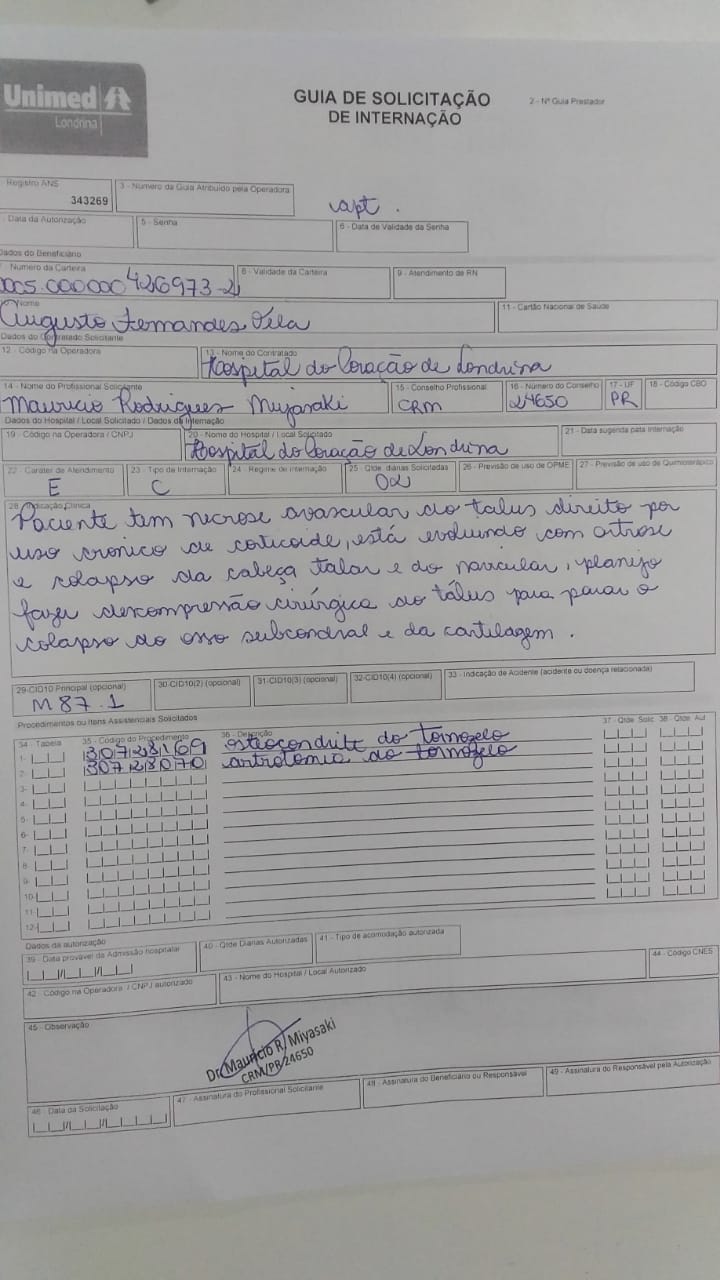 Unimed
Londrina
GUIA DE SOLICITAÇÃO
DE INTERNAÇÃO
2 - Nº Guia Prestador
Registro ANS
343269
3 - Número da Guia Atribuído pela Operadora
apt.
Data da Autorização
5 - Senha
6 - Data de Validade da Senha
Dados do Beneficiário
Número da Carteira
005.000000426973-2
8 - Validade da Carteira
9 - Atendimento de RN
Nome
Augusto Fernandes Vela
11 - Cartão Nacional de Saúde
Dados do Contratado Solicitante
12 - Código na Operadora
13 - Nome do Contratado
Hospital do Coração de Londrina
14 - Nome do Profissional Solicitante
Mauricio Rodrigues Myasaki
15 - Conselho Profissional
CRM
16 - Número do Conselho
24650
17 - UF
PR
18 - Código CBO
Dados do Hospital / Local Solicitado / Dados da Internação
19 - Código na Operadora / CNPJ
20 - Nome do Hospital / Local Solicitado
Hospital do Coração de Londrina
21 - Data sugerida para Internação
22 - Caráter de Atendimento
E
23 - Tipo de Internação
C
24 - Regime de Internação
25 - Qtde diárias Solicitadas
02
26 - Previsão de uso de OPME
27 - Previsão de uso de Quimioterápico
28 - Indicação Clínica
Paciente tem necrose avascular do talus direito por
uso cronico de corticoide, está evoluindo com artrose
e colapso da cabeça talar e do navicular, planejo
fazer descompressão cirúrgica do tálus para parar o
colapso do osso subcondral e da cartilagem.
29 - CID10 Principal (opcional)
M 87.1
30-CID10(2) (opcional)
31-CID10(3) (opcional)
32-CID10(4) (opcional)
33 - Indicação de Acidente (acidente ou doença relacionada)
Procedimentos ou Itens Assistenciais Solicitados
34 - Tabela
35 - Código do Procedimento
36 - Descrição
37 - Qtde Solic
38 - Qtde Aut
1- 30728169 osteocondrite do tornozelo
2- 30728070 artrotomia do tornozelo
3-
4-
5-
6-
7-
8-
9-
10-
11-
12-
Dados da autorização
39 - Data provável da Admissão hospitalar
40 - Qtde Diárias Autorizadas
41 - Tipo de acomodação autorizada
42 - Código na Operadora / CNPJ autorizado
43 - Nome do Hospital / Local Autorizado
44 - Código CNES
45 - Observação
Dr. Mauricio R. Miyasaki
CRM/PR 24650
46 - Data da Solicitação
47 - Assinatura do Profissional Solicitante
48 - Assinatura do Beneficiário ou Responsável
49 - Assinatura do Responsável pela Autorização